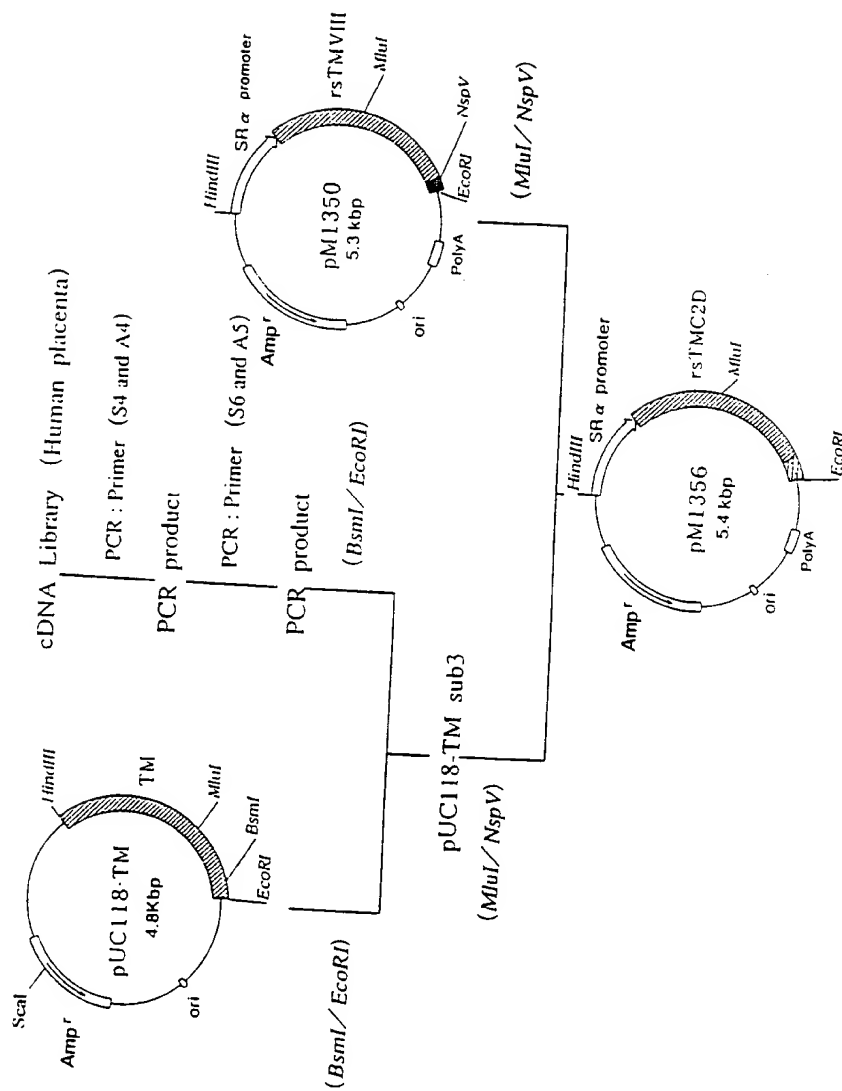 cDNA Library (Human placenta)
PCR : Primer (S4 and A4)
PCR product
PCR : Primer (S6 and A5)
PCR product
(BsmI/EcoRI)
ScaI
HindIII
TM
MluI
BsmI
EcoRI
ori
Amp r
pUC118-TM
4.8Kbp
(BsmI/EcoRI)
pUC118-TM sub3
(MluI/NspV)
HindIII
SRα promoter
rsTMVIII
MluI
NspV
EcoRI
PolyA
ori
Amp r
pM1350
5.3 kbp
(MluI/NspV)
HindIII
SRα promoter
rsTMC2D
MluI
EcoRI
PolyA
ori
Amp r
pM1356
5.4 kbp